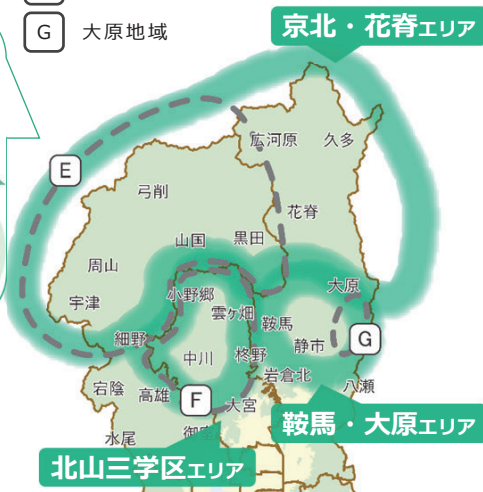 G 大原地域
京北・花脊エリア
広河原 久多
E
弓削
花脊
山国 黒田
周山
大原
宇津
小野郷
雲ヶ畑
鞍馬
細野
静市
G
中川 柊野
岩倉北
宕陰 高雄
八瀬
F
大宮
水尾
鞍馬・大原エリア
北山三学区エリア